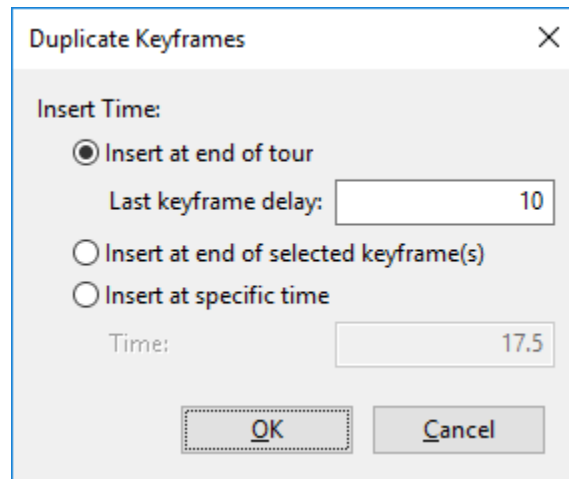 Duplicate Keyframes
Insert Time:
Insert at end of tour
Last keyframe delay: 10
Insert at end of selected keyframe(s)
Insert at specific time
Time: 17.5
OK Cancel